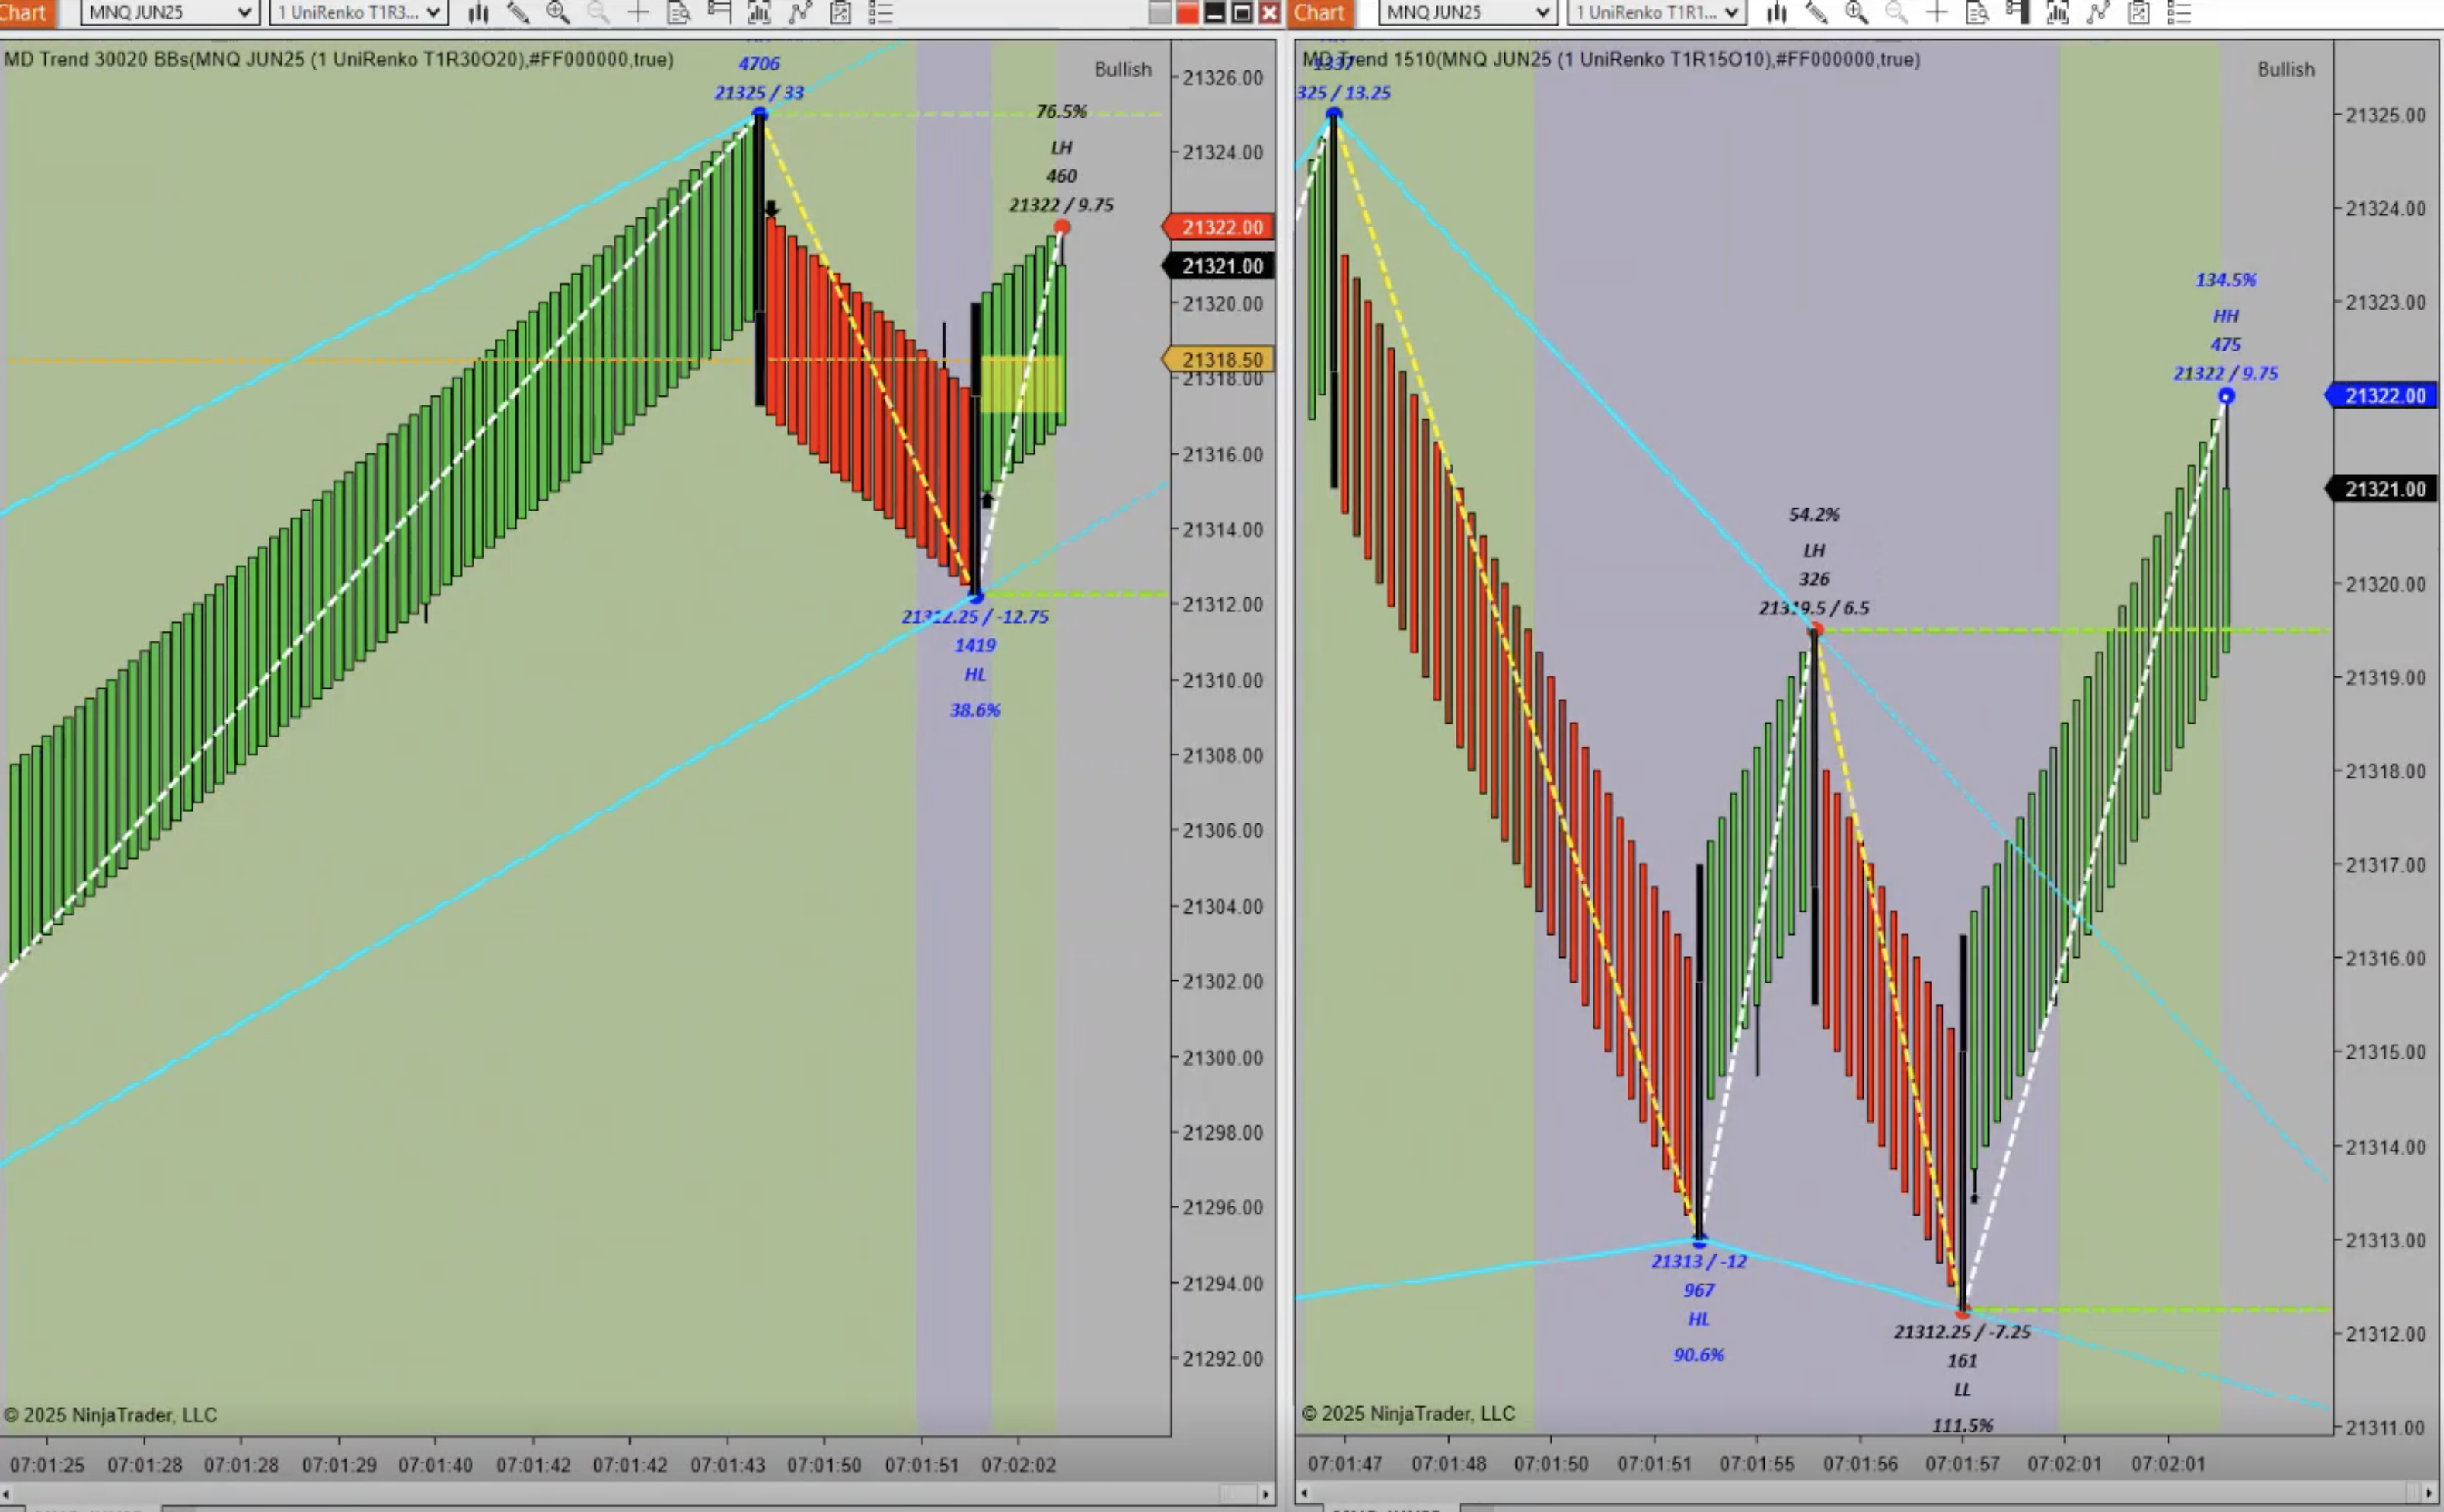 Chart
MNQ JUN25
1 UniRenko T1R3...
MD Trend 30020 BBs(MNQ JUN25 (1 UniRenko T1R30O20),#FF000000,true)
Bullish
4706
21325 / 33
76.5%
LH
460
21322 / 9.75
21312.25 / -12.75
1419
HL
38.6%
21326.00
21324.00
21322.00
21321.00
21320.00
21318.50
21318.00
21316.00
21314.00
21312.00
21310.00
21308.00
21306.00
21304.00
21302.00
21300.00
21298.00
21296.00
21294.00
21292.00
© 2025 NinjaTrader, LLC
07:01:25 07:01:28 07:01:28 07:01:29 07:01:40 07:01:42 07:01:42 07:01:43 07:01:50 07:01:51 07:02:02
Chart
MNQ JUN25
1 UniRenko T1R1...
MD Trend 1510(MNQ JUN25 (1 UniRenko T1R15O10),#FF000000,true)
Bullish
1337
325 / 13.25
134.5%
HH
475
21322 / 9.75
54.2%
LH
326
21319.5 / 6.5
21313 / -12
967
HL
90.6%
21312.25 / -7.25
161
LL
111.5%
21325.00
21324.00
21323.00
21322.00
21321.00
21320.00
21319.00
21318.00
21317.00
21316.00
21315.00
21314.00
21313.00
21312.00
21311.00
© 2025 NinjaTrader, LLC
07:01:47 07:01:48 07:01:50 07:01:51 07:01:55 07:01:56 07:01:57 07:02:01 07:02:01